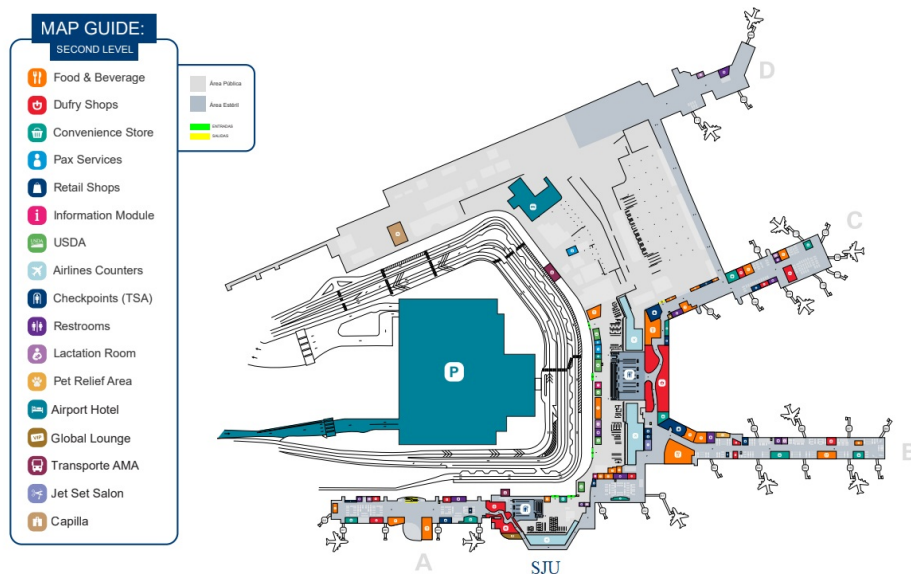 MAP GUIDE:
SECOND LEVEL
Food & Beverage
Dufry Shops
Convenience Store
Pax Services
Retail Shops
Information Module
USDA
Airlines Counters
Checkpoints (TSA)
Restrooms
Lactation Room
Pet Relief Area
Airport Hotel
VIP
Global Lounge
Transporte AMA
Jet Set Salon
Capilla
Área Pública
Área Estéril
ENTRADAS
SALIDAS
D
C
P
B
A
SJU